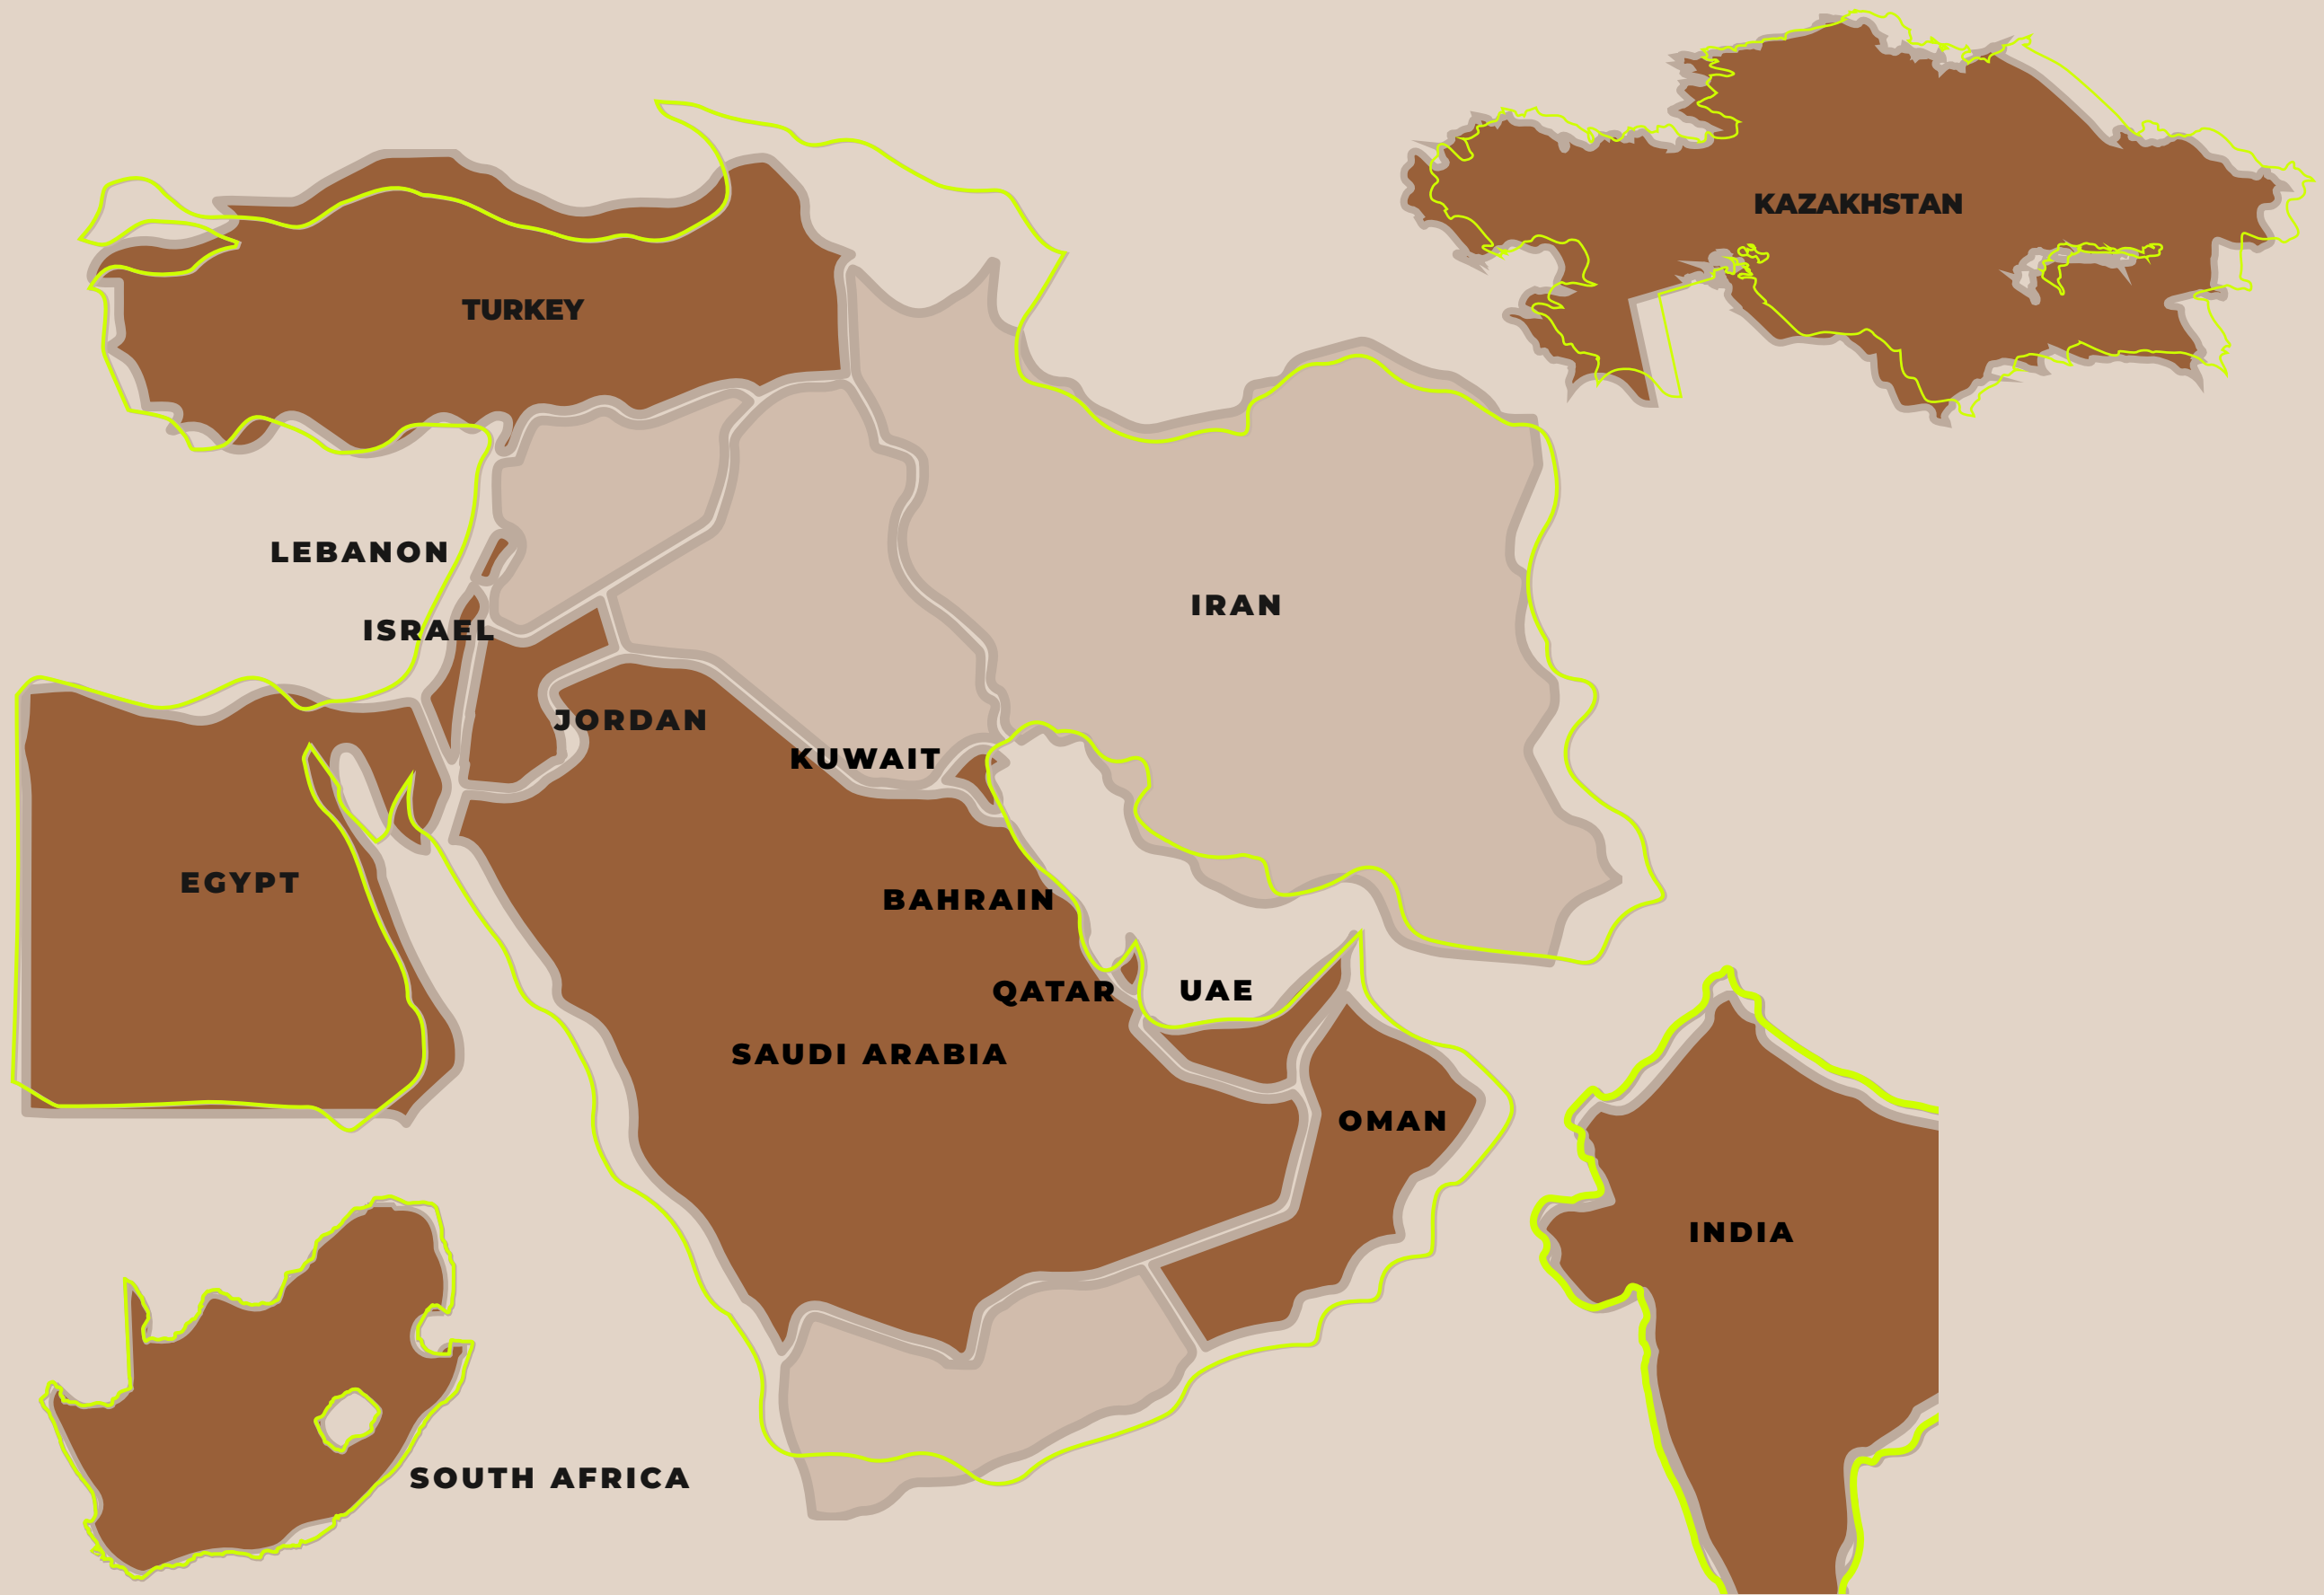 KAZAKHSTAN
TURKEY
LEBANON
IRAN
ISRAEL
JORDAN
KUWAIT
EGYPT
BAHRAIN
QATAR
UAE
SAUDI ARABIA
OMAN
INDIA
SOUTH AFRICA